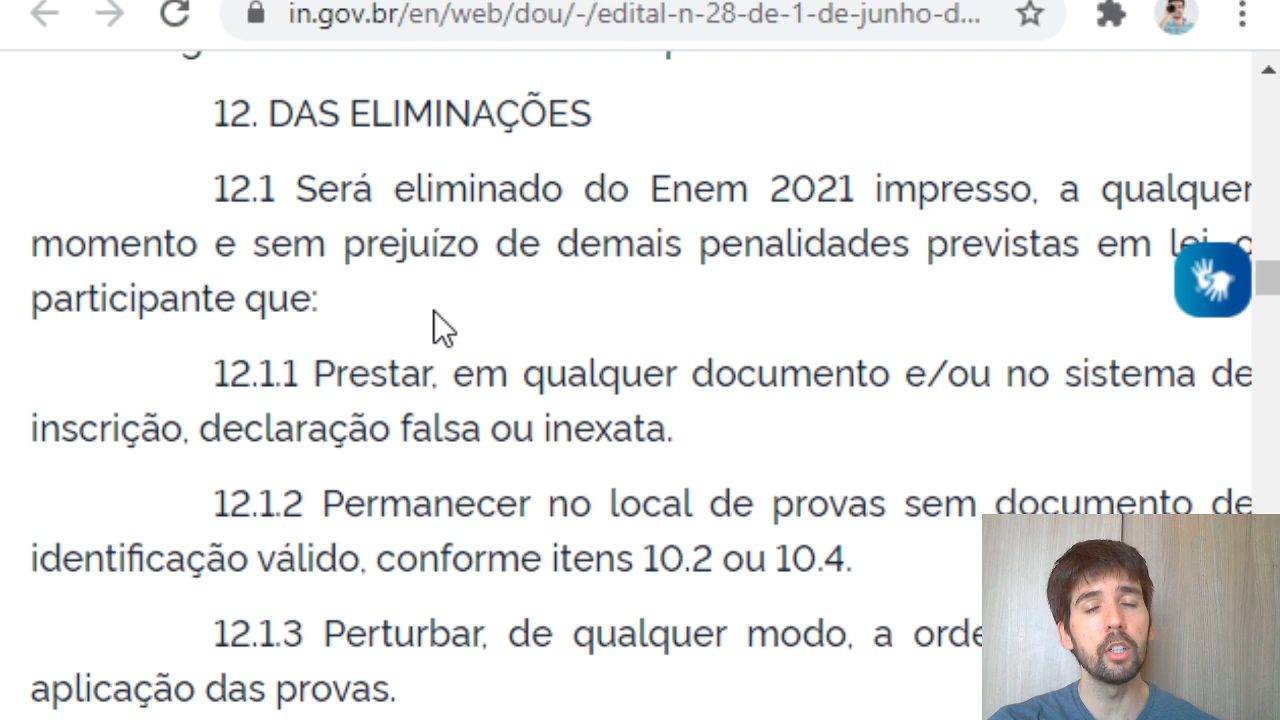 in.gov.br/en/web/dou/-/edital-n-28-de-1-de-junho-d...
12. DAS ELIMINAÇÕES
12.1 Será eliminado do Enem 2021 impresso, a qualquer
momento e sem prejuízo de demais penalidades previstas em lei, o
participante que:
12.1.1 Prestar, em qualquer documento e/ou no sistema de
inscrição, declaração falsa ou inexata.
12.1.2 Permanecer no local de provas sem documento de
identificação válido, conforme itens 10.2 ou 10.4.
12.1.3 Perturbar, de qualquer modo, a
aplicação das provas.